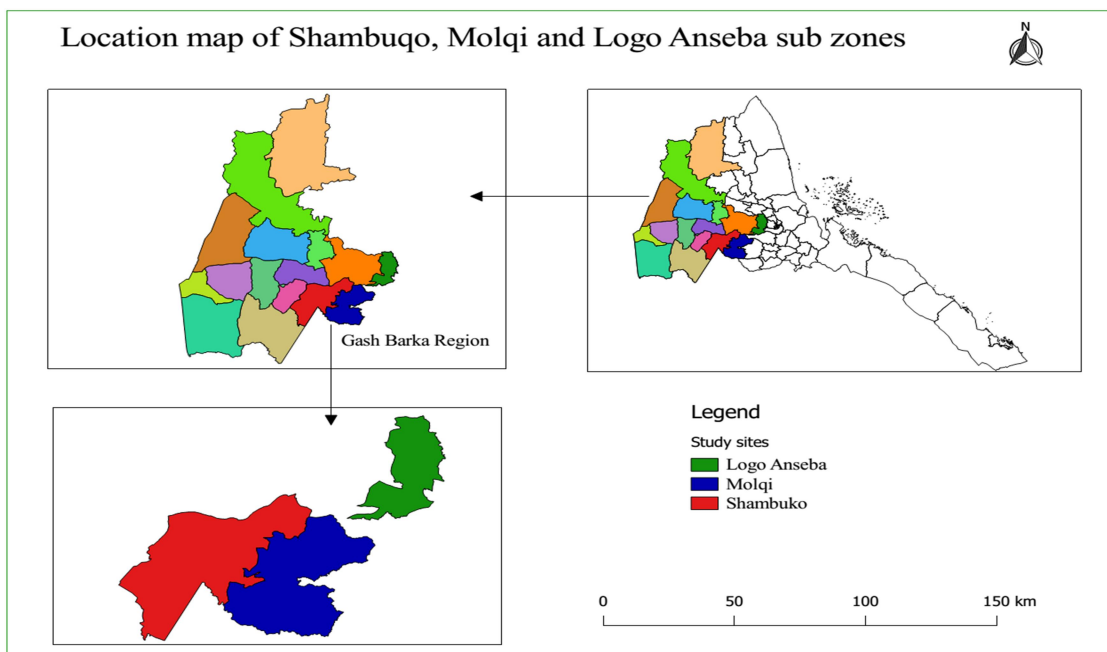 Location map of Shambuqo, Molqi and Logo Anseba sub zones
N
Gash Barka Region
Legend
Study sites
Logo Anseba
Molqi
Shambuko
0 50 100 150 km